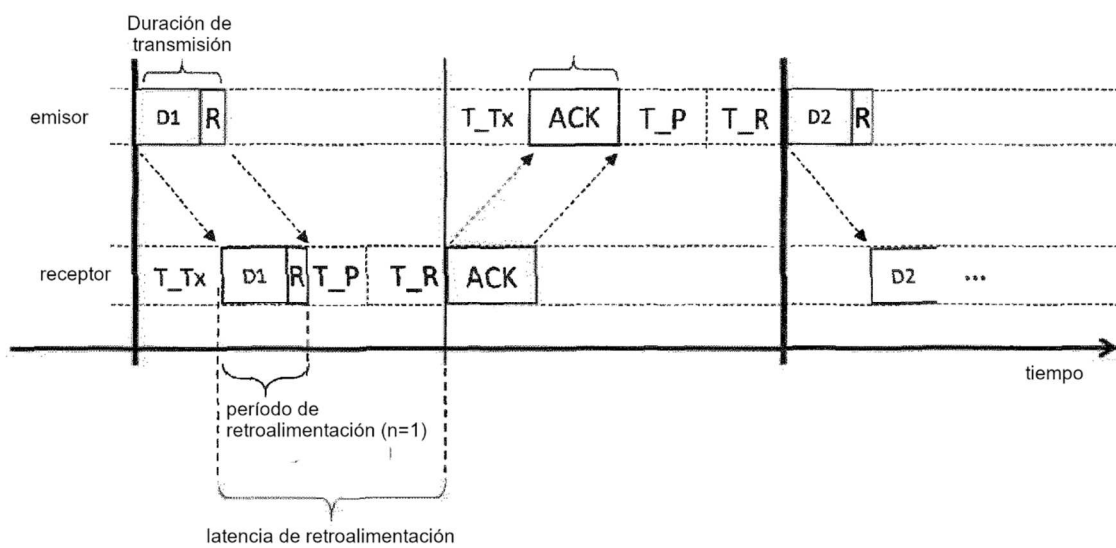 Duración de
transmisión
emisor
D1 R
T_Tx ACK T_P T_R D2 R
receptor
T_Tx D1 R T_P T_R ACK
D2 ...
tiempo
período de
retroalimentación (n=1)
latencia de retroalimentación